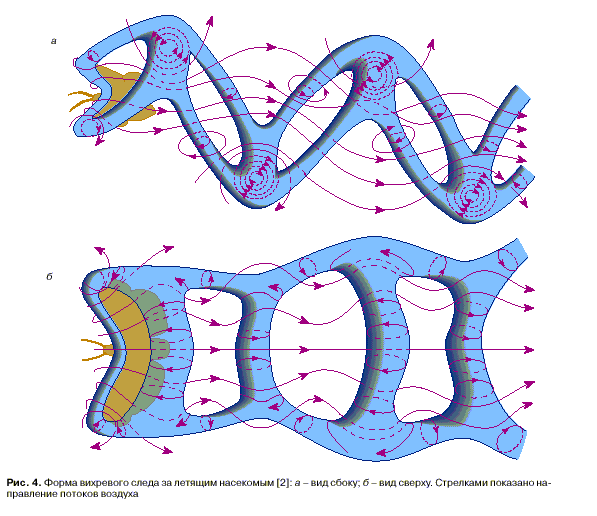 а
б
Рис. 4. Форма вихревого следа за летящим насекомым [2]: а – вид сбоку; б – вид сверху. Стрелками показано на-
правление потоков воздуха